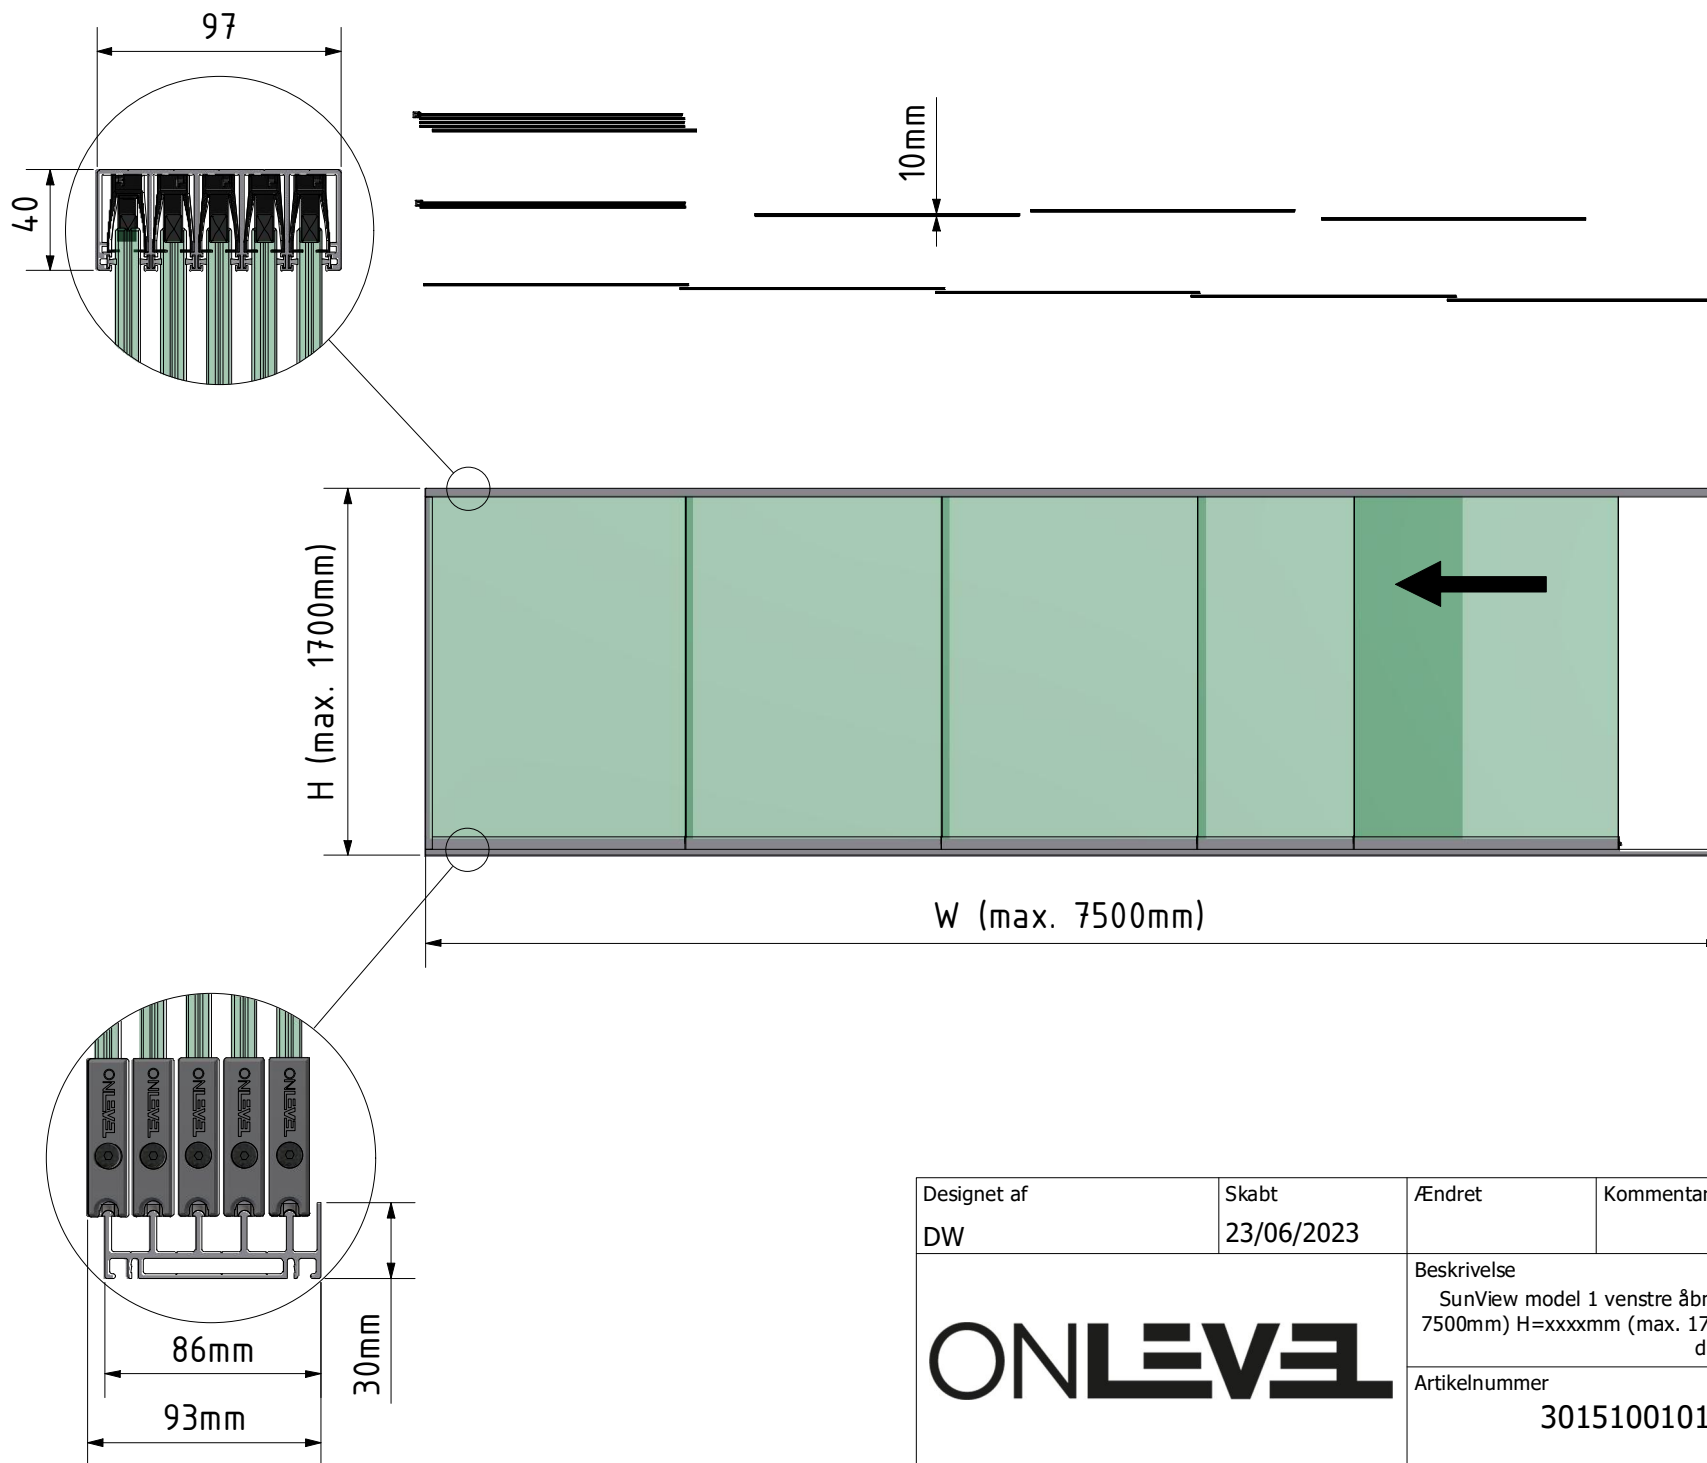 97
40
10mm
H (max. 1700mm)
W (max. 7500mm)
ONLEVEL
ONLEVEL
ONLEVEL
ONLEVEL
ONLEVEL
86mm
93mm
30mm
Designet af
DW
Skabt
23/06/2023
Ændret
Kommentar
ONLEVEL
Beskrivelse
SunView model 1 venstre åbn
7500mm) H=xxxxmm (max. 17
d
Artikelnummer
3015100101